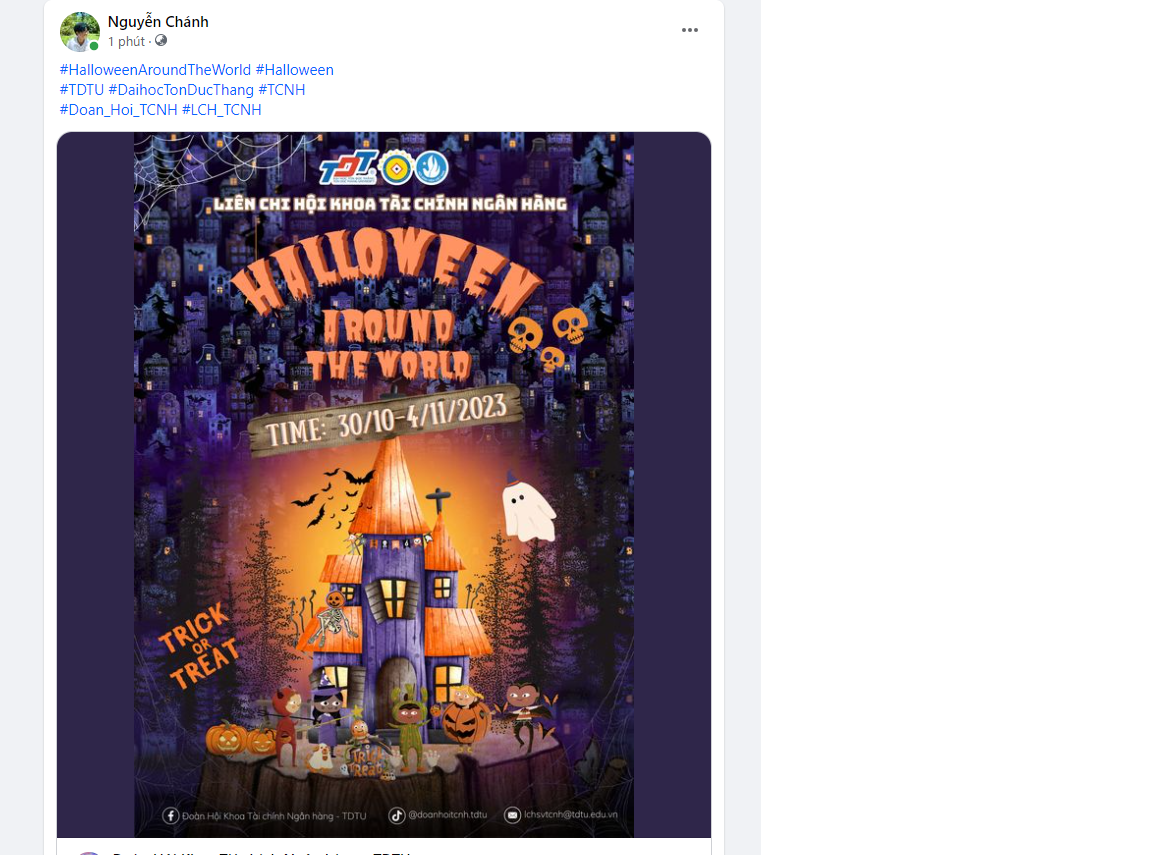 Nguyễn Chánh
1 phút ·
#HalloweenAroundTheWorld #Halloween
#TDTU #DaihocTonDucThang #TCNH
#Doan_Hoi_TCNH #LCH_TCNH
TDT
LIÊN CHI HỘI KHOA TÀI CHÍNH NGÂN HÀNG
HALLOWEEN
AROUND
THE WORLD
TIME: 30/10-4/11/2023
TRICK
OR
TREAT
TRICK
TREAT
Đoàn Hội Khoa Tài chính Ngân hàng - TDTU
@doanhoitcnh.tdtu
lchsvtcnh@tdtu.edu.vn